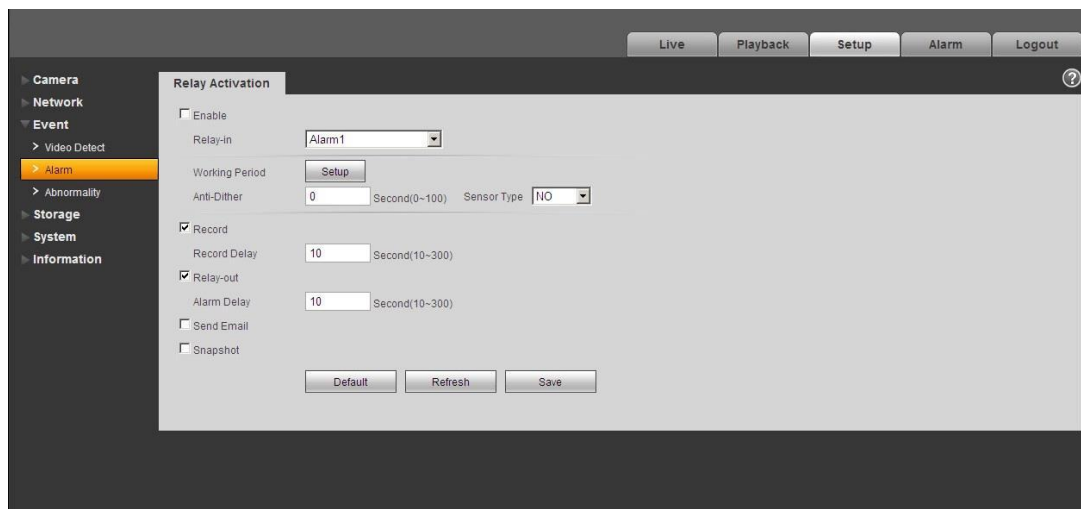 Live Playback Setup Alarm Logout
Camera
Network
Event
> Video Detect
> Alarm
> Abnormality
Storage
System
Information
Relay Activation
?
Enable
Relay-in Alarm1
Working Period Setup
Anti-Dither 0 Second(0~100) Sensor Type NO
Record
Record Delay 10 Second(10~300)
Relay-out
Alarm Delay 10 Second(10~300)
Send Email
Snapshot
Default Refresh Save